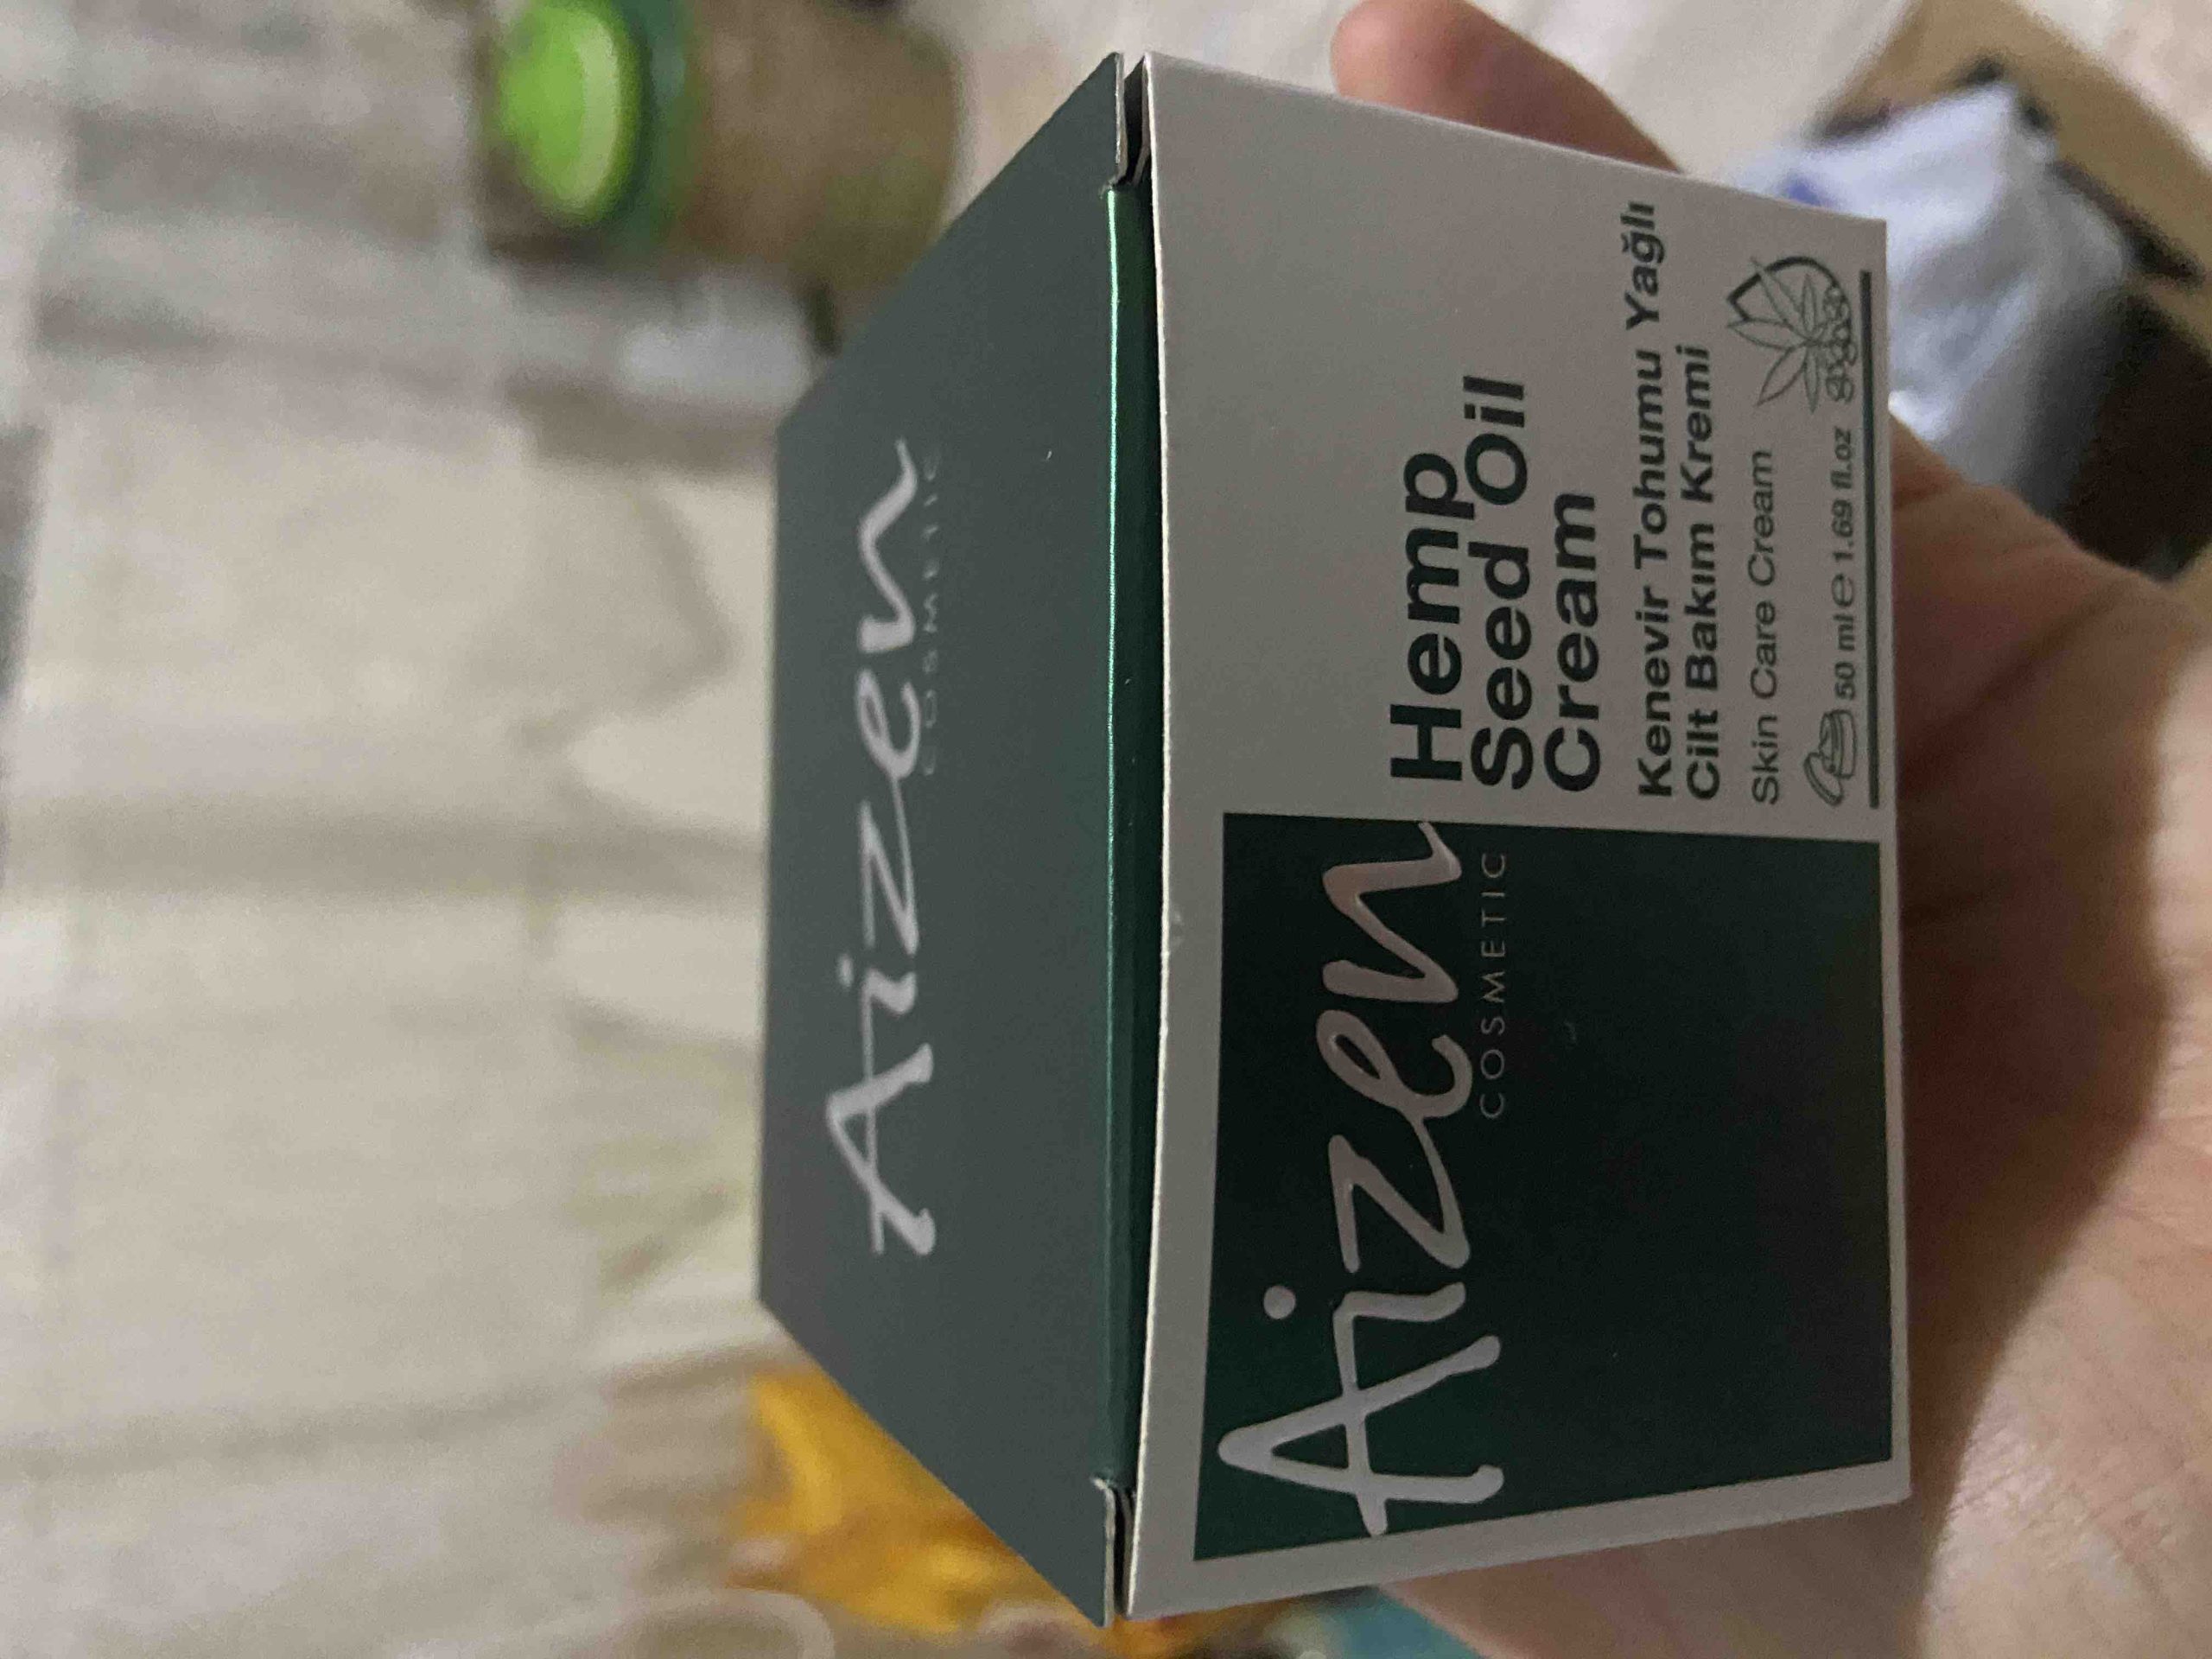 Aizen
COSMETIC
Aizen
COSMETIC
Hemp
Seed Oil
Cream
Kenevir Tohumu Yağlı
Cilt Bakım Kremi
Skin Care Cream
50 ml ℮ 1.69 fl.oz